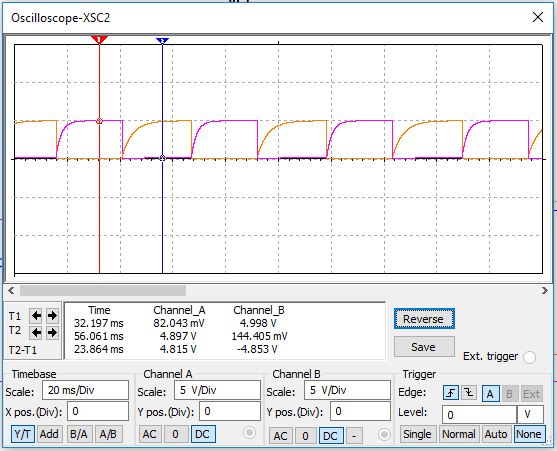 Oscilloscope-XSC2
1 2
T1
T2
T2-T1
Time Channel_A Channel_B
32.197 ms 82.043 mV 4.998 V
56.061 ms 4.897 V 144.405 mV
23.864 ms 4.815 V -4.853 V
Reverse
Save
Ext. trigger
Timebase
Scale: 20 ms/Div
X pos.(Div): 0
Y/T Add B/A A/B
Channel A
Scale: 5 V/Div
Y pos.(Div): 0
AC 0 DC
Channel B
Scale: 5 V/Div
Y pos.(Div): 0
AC 0 DC -
Trigger
Edge: A B Ext
Level: 0 V
Single Normal Auto None